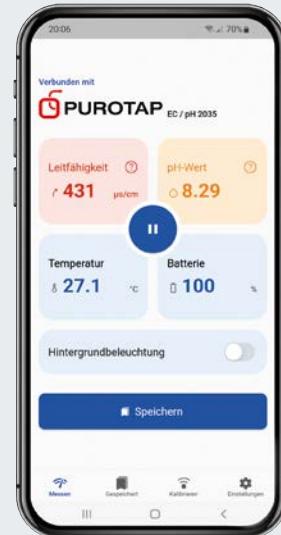 20:06 70%
Verbunden mit
PUROTAP EC / pH 2035
Leitfähigkeit ? pH-Wert ?
431 µs/cm 8.29
Temperatur Batterie
27.1 °C 100 %
Hintergrundbeleuchtung
Speichern
Messen Gespeichert Kalibrieren Einstellungen